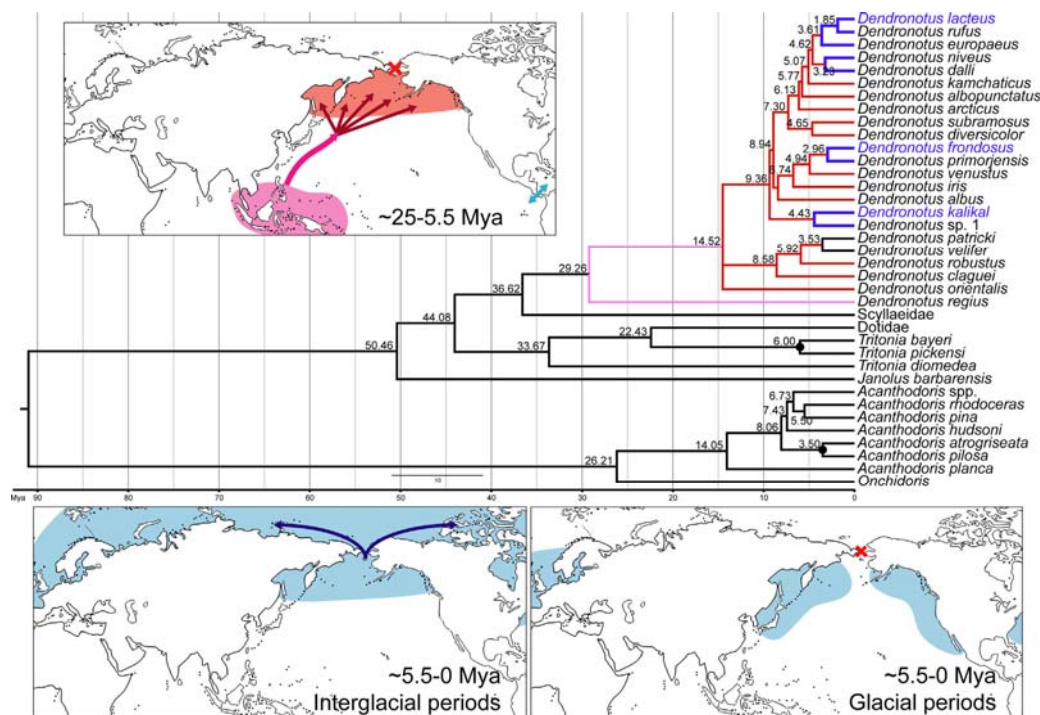 ~25-5.5 Mya
Dendronotus lacteus
Dendronotus rufus
Dendronotus europaeus
Dendronotus niveus
Dendronotus dalli
Dendronotus kamchaticus
Dendronotus albopunctatus
Dendronotus arcticus
Dendronotus subramosus
Dendronotus diversicolor
Dendronotus frondosus
Dendronotus primorjensis
Dendronotus venustus
Dendronotus iris
Dendronotus albus
Dendronotus kalikal
Dendronotus sp. 1
Dendronotus patricki
Dendronotus velifer
Dendronotus robustus
Dendronotus claguei
Dendronotus orientalis
Dendronotus regius
Scyllaeidae
Dotidae
Tritonia bayeri
Tritonia pickensi
Tritonia diomedea
Janolus barbarensis
Acanthodoris spp.
Acanthodoris rhodoceras
Acanthodoris pina
Acanthodoris hudsoni
Acanthodoris atrogriseata
Acanthodoris pilosa
Acanthodoris planca
Onchidoris
1.85
3.61
4.62
5.07
3.23
5.77
6.13
7.30
4.65
8.94
2.96
4.94
6.74
9.36
4.43
3.53
5.92
8.58
14.52
29.26
36.62
44.08
22.43
6.00
33.67
50.46
6.73
7.43
5.50
8.06
3.50
14.05
26.21
10
Mya 90 80 70 60 50 40 30 20 10 0
~5.5-0 Mya
Interglacial periods
~5.5-0 Mya
Glacial periods